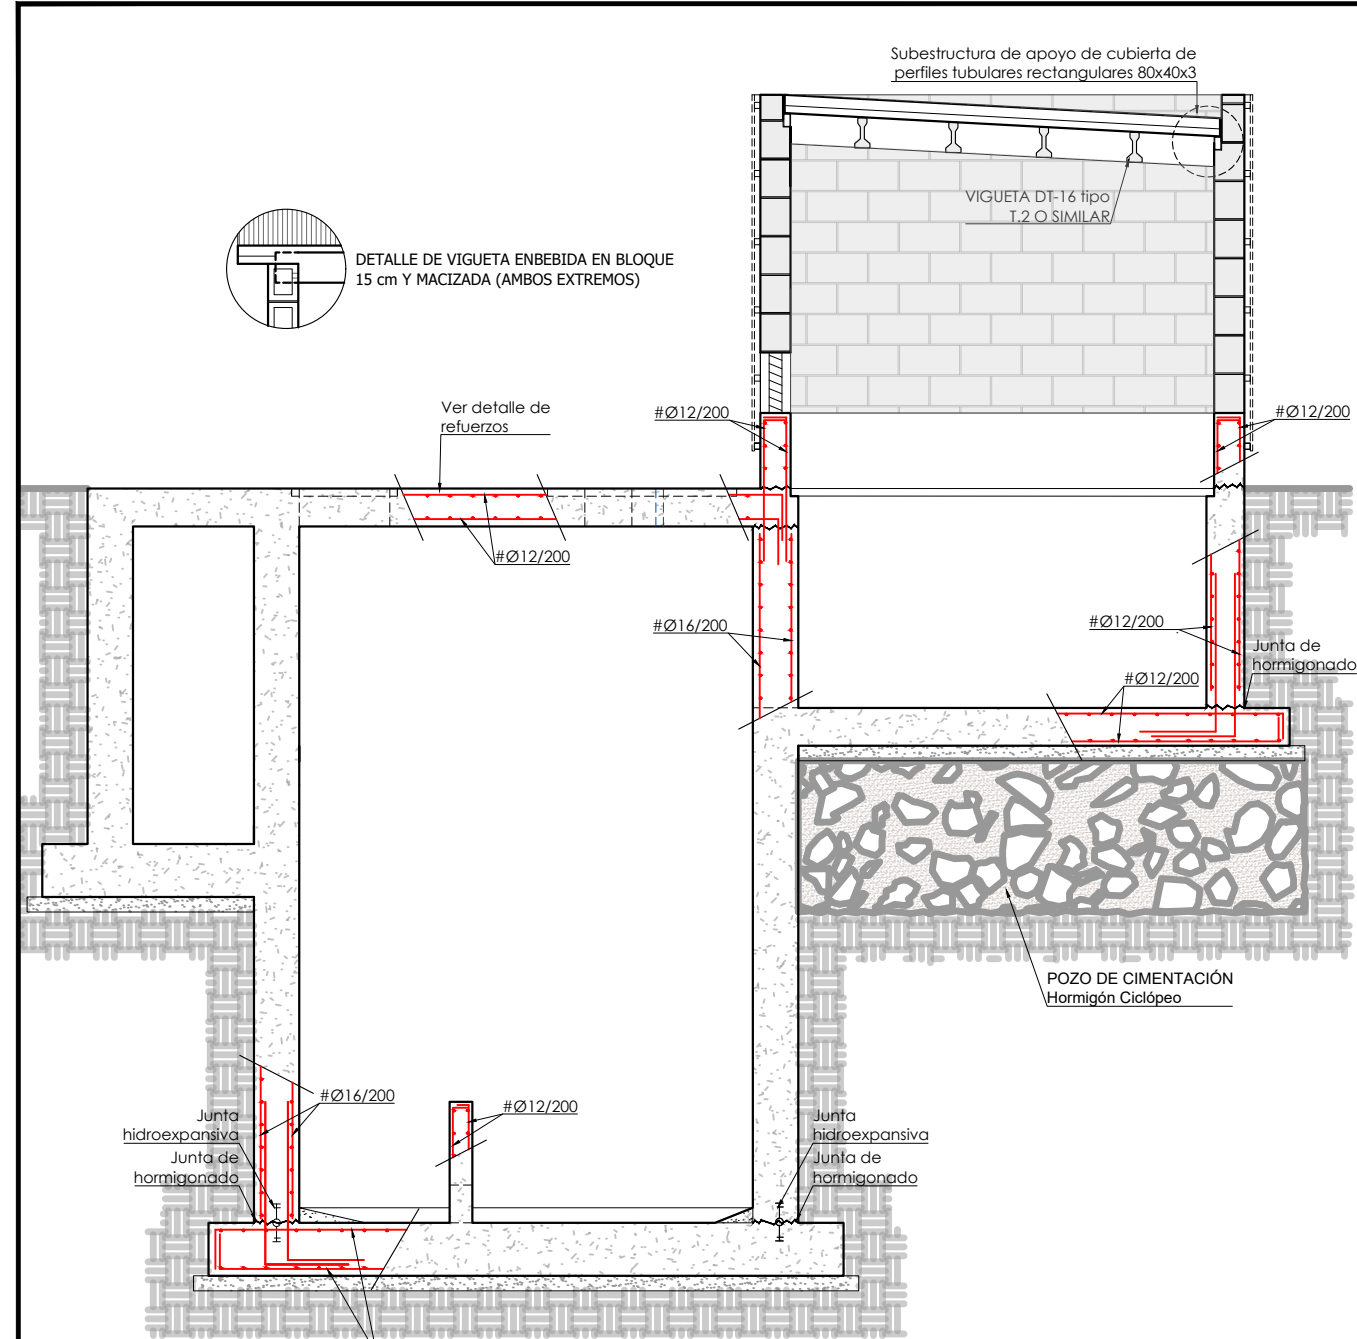 Subestructura de apoyo de cubierta de
perfiles tubulares rectangulares 80x40x3
VIGUETA DT-16 tipo
T.2 O SIMILAR
DETALLE DE VIGUETA ENBEBIDA EN BLOQUE
15 cm Y MACIZADA (AMBOS EXTREMOS)
Ver detalle de
refuerzos
#Ø12/200
#Ø12/200
#Ø12/200
#Ø16/200
#Ø12/200
Junta de
hormigonado
#Ø12/200
POZO DE CIMENTACIÓN
Hormigón Ciclópeo
#Ø16/200
#Ø12/200
Junta
hidroexpansiva
Junta de
hormigonado
Junta
hidroexpansiva
Junta de
hormigonado